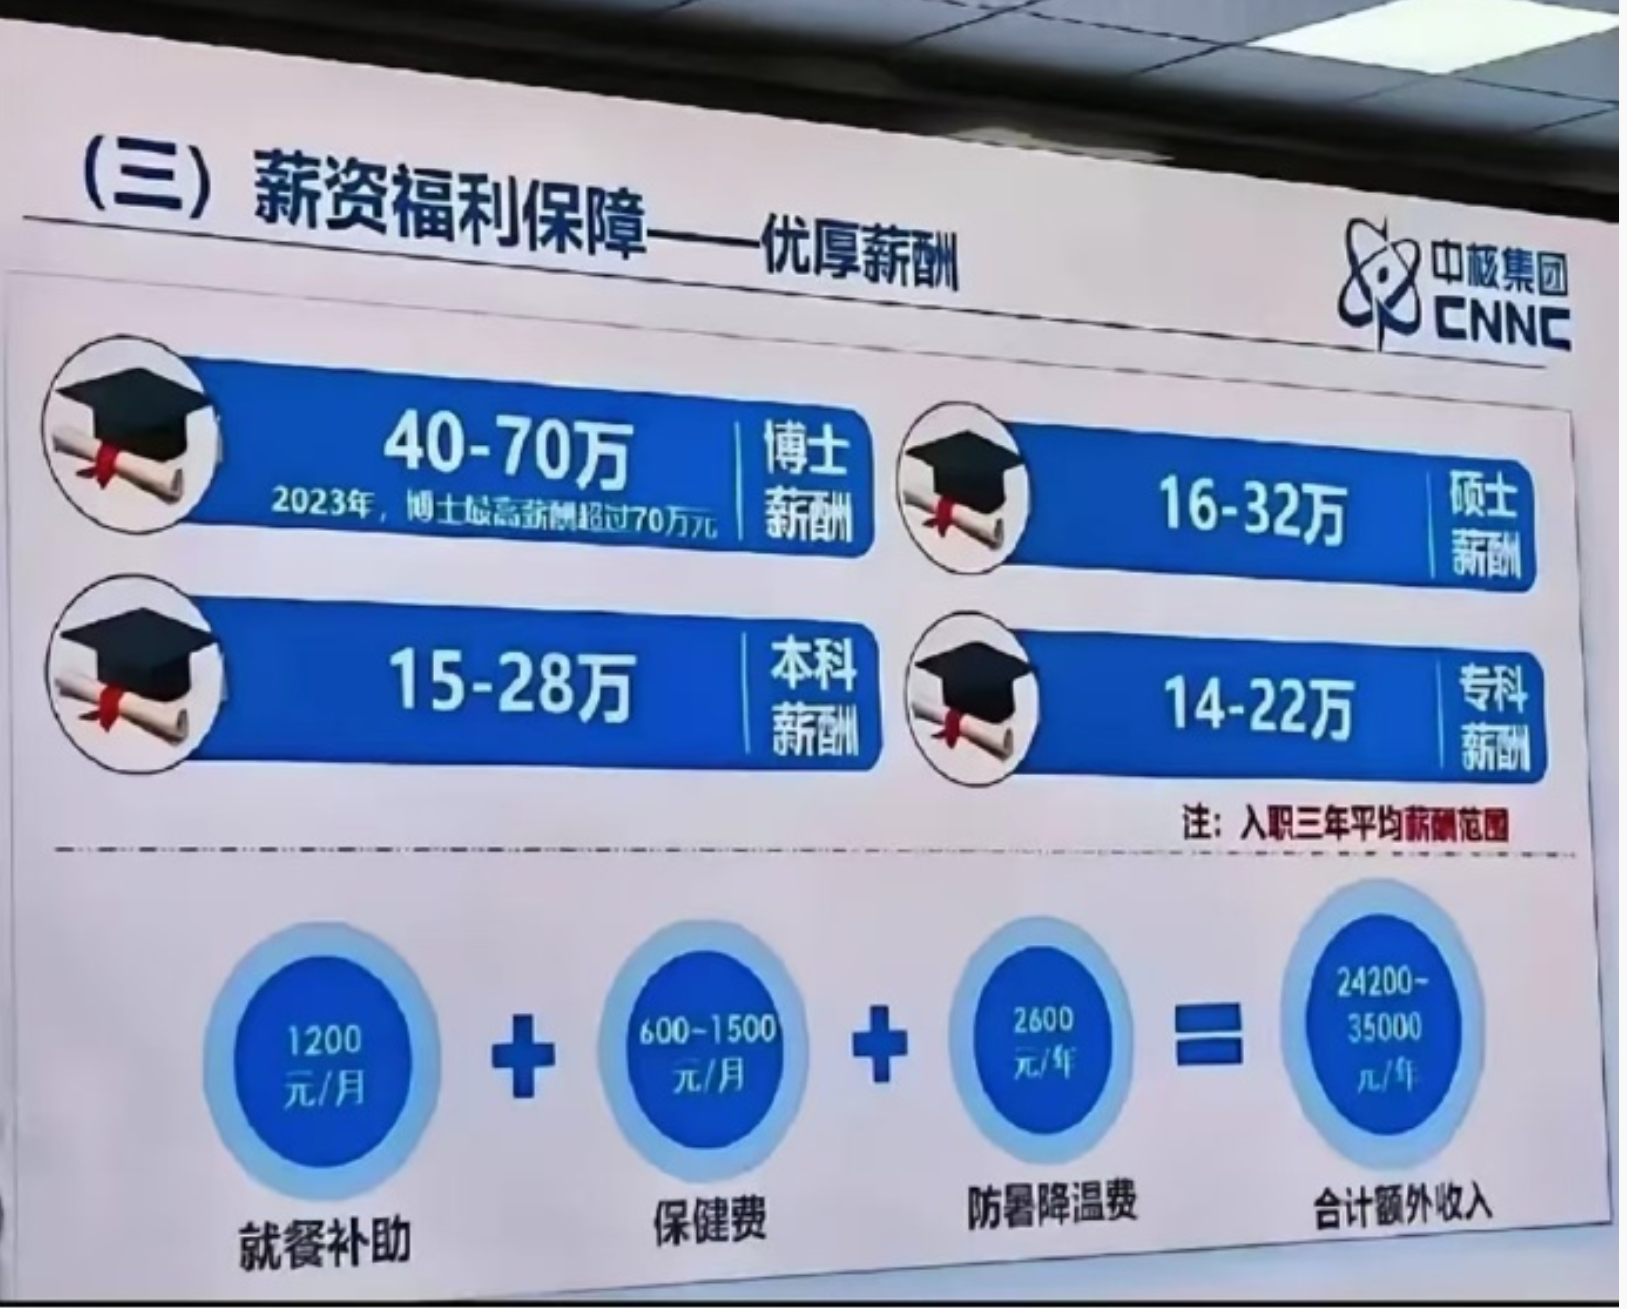 （三）薪资福利保障——优厚薪酬
中核集团
CNNC
40-70万
2023年，博士最高薪酬超过70万元
博士
薪酬
16-32万
硕士
薪酬
15-28万
本科
薪酬
14-22万
专科
薪酬
注：入职三年平均薪酬范围
1200
元/月
+
600~1500
元/月
+
2600
元/年
=
24200~
35000
元/年
就餐补助
保健费
防暑降温费
合计额外收入